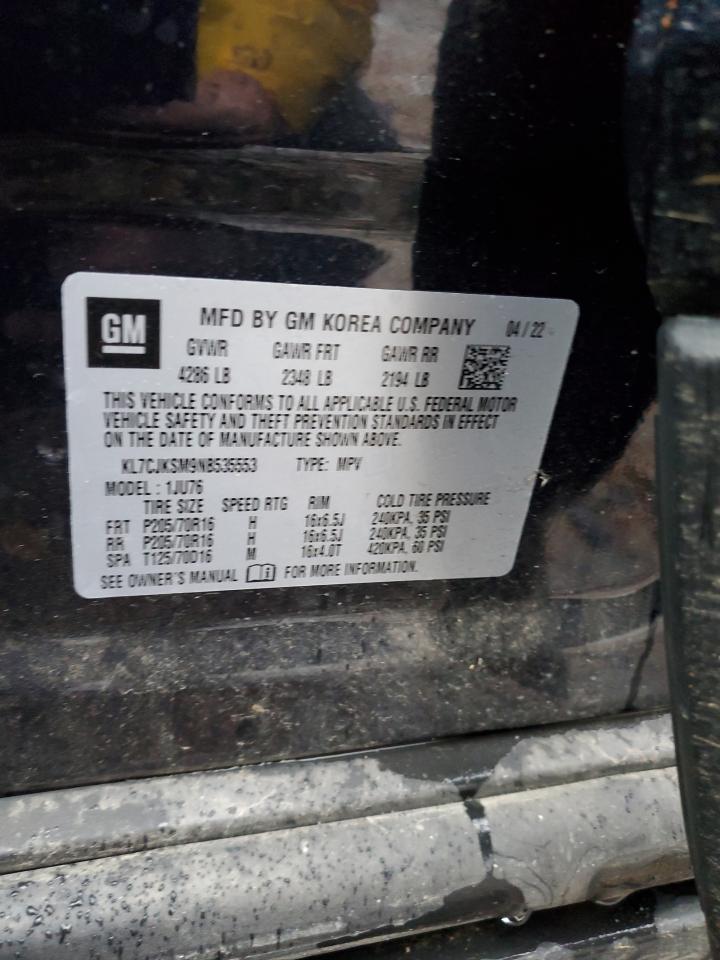 GM MFD BY GM KOREA COMPANY 04/22
GVWR GAWR FRT GAWR RR
4286 LB 2348 LB 2194 LB
THIS VEHICLE CONFORMS TO ALL APPLICABLE U.S. FEDERAL MOTOR
VEHICLE SAFETY AND THEFT PREVENTION STANDARDS IN EFFECT
ON THE DATE OF MANUFACTURE SHOWN ABOVE.
KL7CJKSM9NB535553 TYPE: MPV
MODEL: 1JU76
TIRE SIZE SPEED RTG RIM COLD TIRE PRESSURE
FRT P205/70R16 H 16x6.5J 240KPA, 35 PSI
RR P205/70R16 H 16x6.5J 240KPA, 35 PSI
SPA T125/70D16 M 16x4.0T 420KPA, 60 PSI
SEE OWNER'S MANUAL FOR MORE INFORMATION.